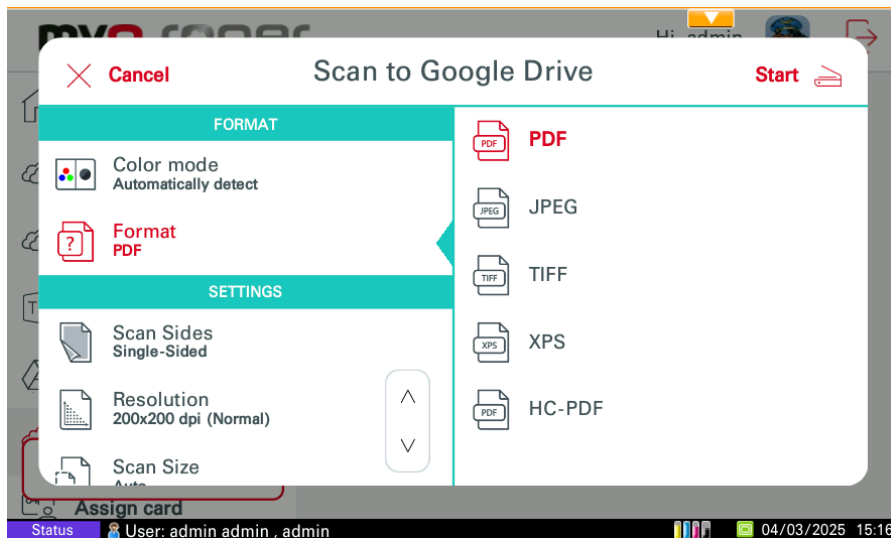 Hi, admin
Cancel
Scan to Google Drive
Start
FORMAT
Color mode
Automatically detect
Format
PDF
SETTINGS
Scan Sides
Single-Sided
Resolution
200x200 dpi (Normal)
Scan Size
Auto
PDF
PDF
JPEG
JPEG
TIFF
TIFF
XPS
XPS
PDF
HC-PDF
Assign card
Status
User: admin admin , admin
04/03/2025 15:16